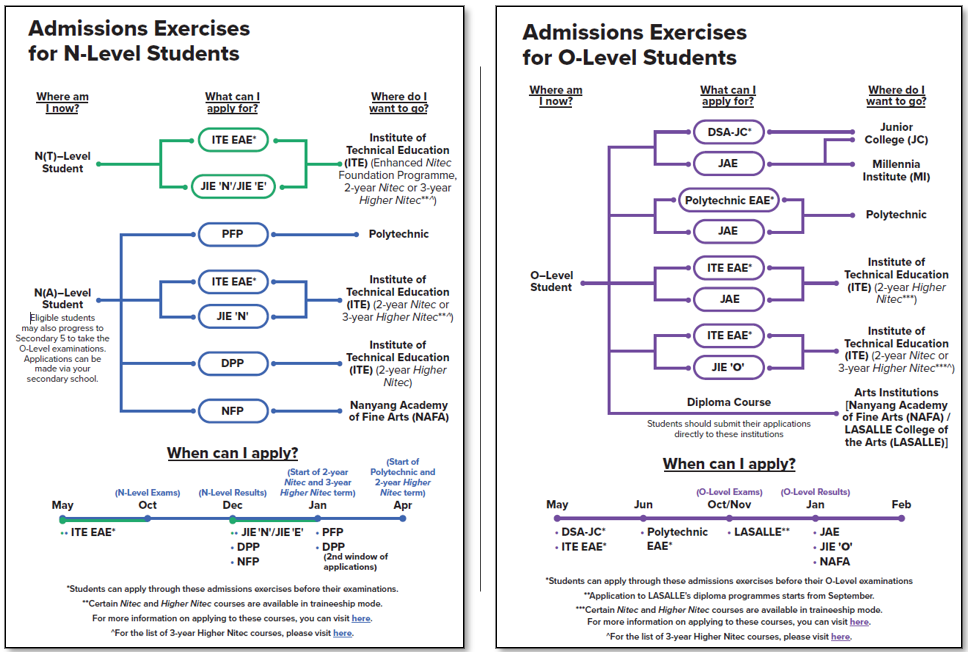 Admissions Exercises
for N-Level Students
Where am
I now?
What can I
apply for?
Where do I
want to go?
N(T)–Level
Student
ITE EAE*
JIE 'N'/JIE 'E'
Institute of
Technical Education
(ITE) (Enhanced Nitec
Foundation Programme,
2-year Nitec or 3-year
Higher Nitec**^)
PFP
Polytechnic
N(A)–Level
Student
Eligible students
may also progress to
Secondary 5 to take the
O-Level examinations.
Applications can be
made via your
secondary school.
ITE EAE*
JIE 'N'
Institute of
Technical Education
(ITE) (2-year Nitec or
3-year Higher Nitec**^)
DPP
Institute of
Technical Education
(ITE) (2-year Higher
Nitec)
NFP
Nanyang Academy
of Fine Arts (NAFA)
When can I apply?
(N-Level Exams)
(N-Level Results)
(Start of 2-year
Nitec and 3-year
Higher Nitec term)
(Start of
Polytechnic and
2-year Higher
Nitec term)
May
Oct
Dec
Jan
Apr
•• ITE EAE*
•• JIE 'N'/JIE 'E'
• DPP
• NFP
• PFP
• DPP
(2nd window of
applications)
*Students can apply through these admissions exercises before their examinations.
**Certain Nitec and Higher Nitec courses are available in traineeship mode.
For more information on applying to these courses, you can visit here.
^For the list of 3-year Higher Nitec courses, please visit here.
Admissions Exercises
for O-Level Students
Where am
I now?
What can I
apply for?
Where do I
want to go?
O–Level
Student
DSA-JC*
JAE
Junior
College (JC)
Millennia
Institute (MI)
Polytechnic EAE*
JAE
Polytechnic
ITE EAE*
JAE
Institute of
Technical Education
(ITE) (2-year Higher
Nitec***)
ITE EAE*
JIE 'O'
Institute of
Technical Education
(ITE) (2-year Nitec or
3-year Higher Nitec***^)
Diploma Course
Students should submit their applications
directly to these institutions
Arts Institutions
[Nanyang Academy
of Fine Arts (NAFA) /
LASALLE College of
the Arts (LASALLE)]
When can I apply?
(O-Level Exams)
(O-Level Results)
May
Jun
Oct/Nov
Jan
Feb
• DSA-JC*
• ITE EAE*
• Polytechnic
EAE*
• LASALLE**
• JAE
• JIE 'O'
• NAFA
*Students can apply through these admissions exercises before their O-Level examinations
**Application to LASALLE's diploma programmes starts from September.
***Certain Nitec and Higher Nitec courses are available in traineeship mode.
For more information on applying to these courses, you can visit here.
^For the list of 3-year Higher Nitec courses, please visit here.